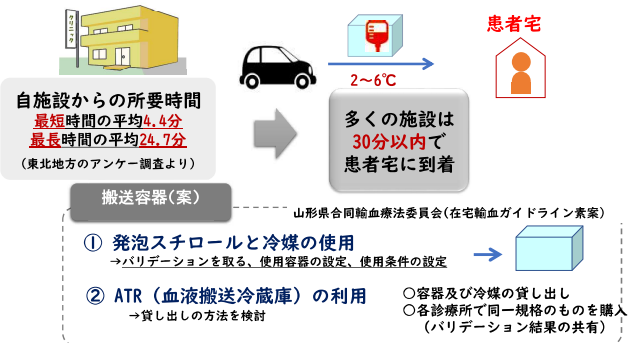 クリニック
患者宅
2～6℃
自施設からの所要時間
最短時間の平均4.4分
最長時間の平均24.7分
（東北地方のアンケー調査より）
多くの施設は
30分以内で
患者宅に到着
搬送容器（案）
山形県合同輸血療法委員会（在宅輸血ガイドライン素案）
① 発泡スチロールと冷媒の使用
→バリデーションを取る、使用容器の設定、使用条件の設定
② ATR（血液搬送冷蔵庫）の利用
→貸し出しの方法を検討
〇容器及び冷媒の貸し出し
〇各診療所で同一規格のものを購入
（バリデーション結果の共有）